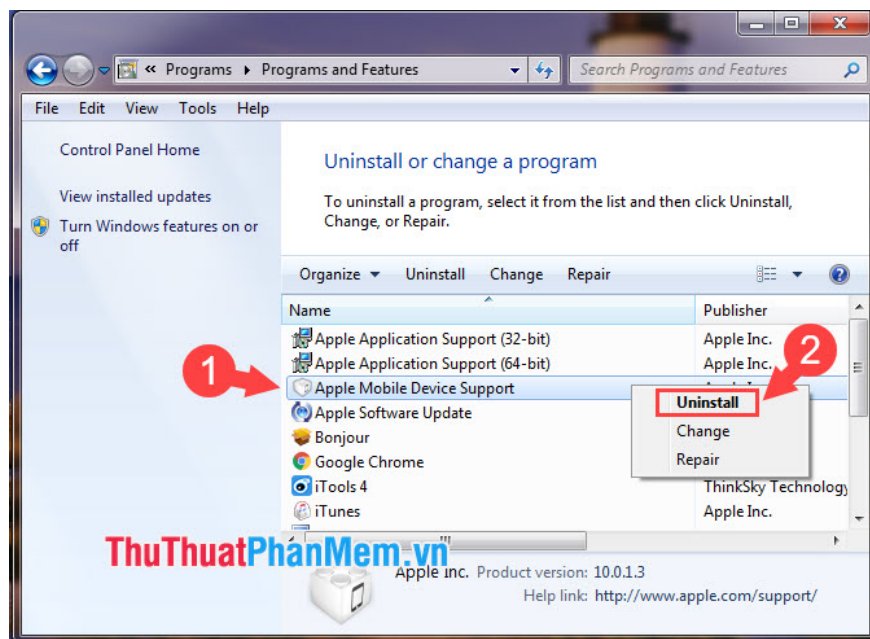 « Programs ▸ Programs and Features
Search Programs and Features
File Edit View Tools Help
Control Panel Home
View installed updates
Turn Windows features on or
off
Uninstall or change a program
To uninstall a program, select it from the list and then click Uninstall,
Change, or Repair.
Organize Uninstall Change Repair
Name Publisher
Apple Application Support (32-bit) Apple Inc.
Apple Application Support (64-bit) Apple Inc.
1
2
Apple Mobile Device Support
Apple Software Update
Bonjour
Google Chrome
iTools 4 ThinkSky Technology
iTunes Apple Inc.
Uninstall
Change
Repair
ThuThuatPhanMem.vn
Apple Inc. Product version: 10.0.1.3
Help link: http://www.apple.com/support/